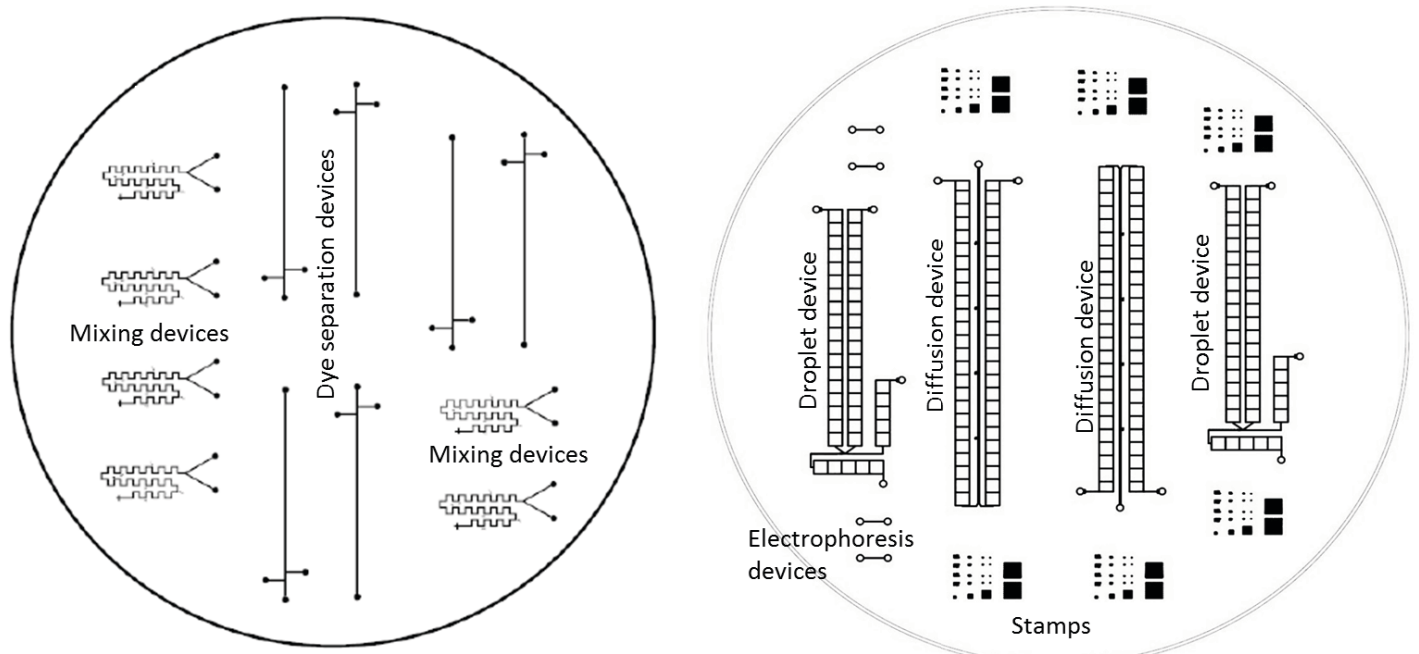 Mixing devices
Dye separation devices
Mixing devices
Droplet device
Diffusion device
Diffusion device
Droplet device
Electrophoresis
devices
Stamps